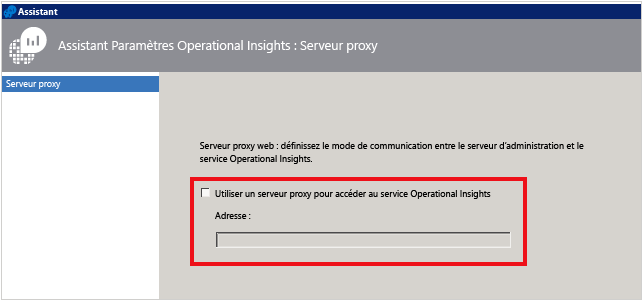 Assistant
Assistant Paramètres Operational Insights : Serveur proxy
Serveur proxy
Serveur proxy web : définissez le mode de communication entre le serveur d'administration et le
service Operational Insights.
Utiliser un serveur proxy pour accéder au service Operational Insights
Adresse :